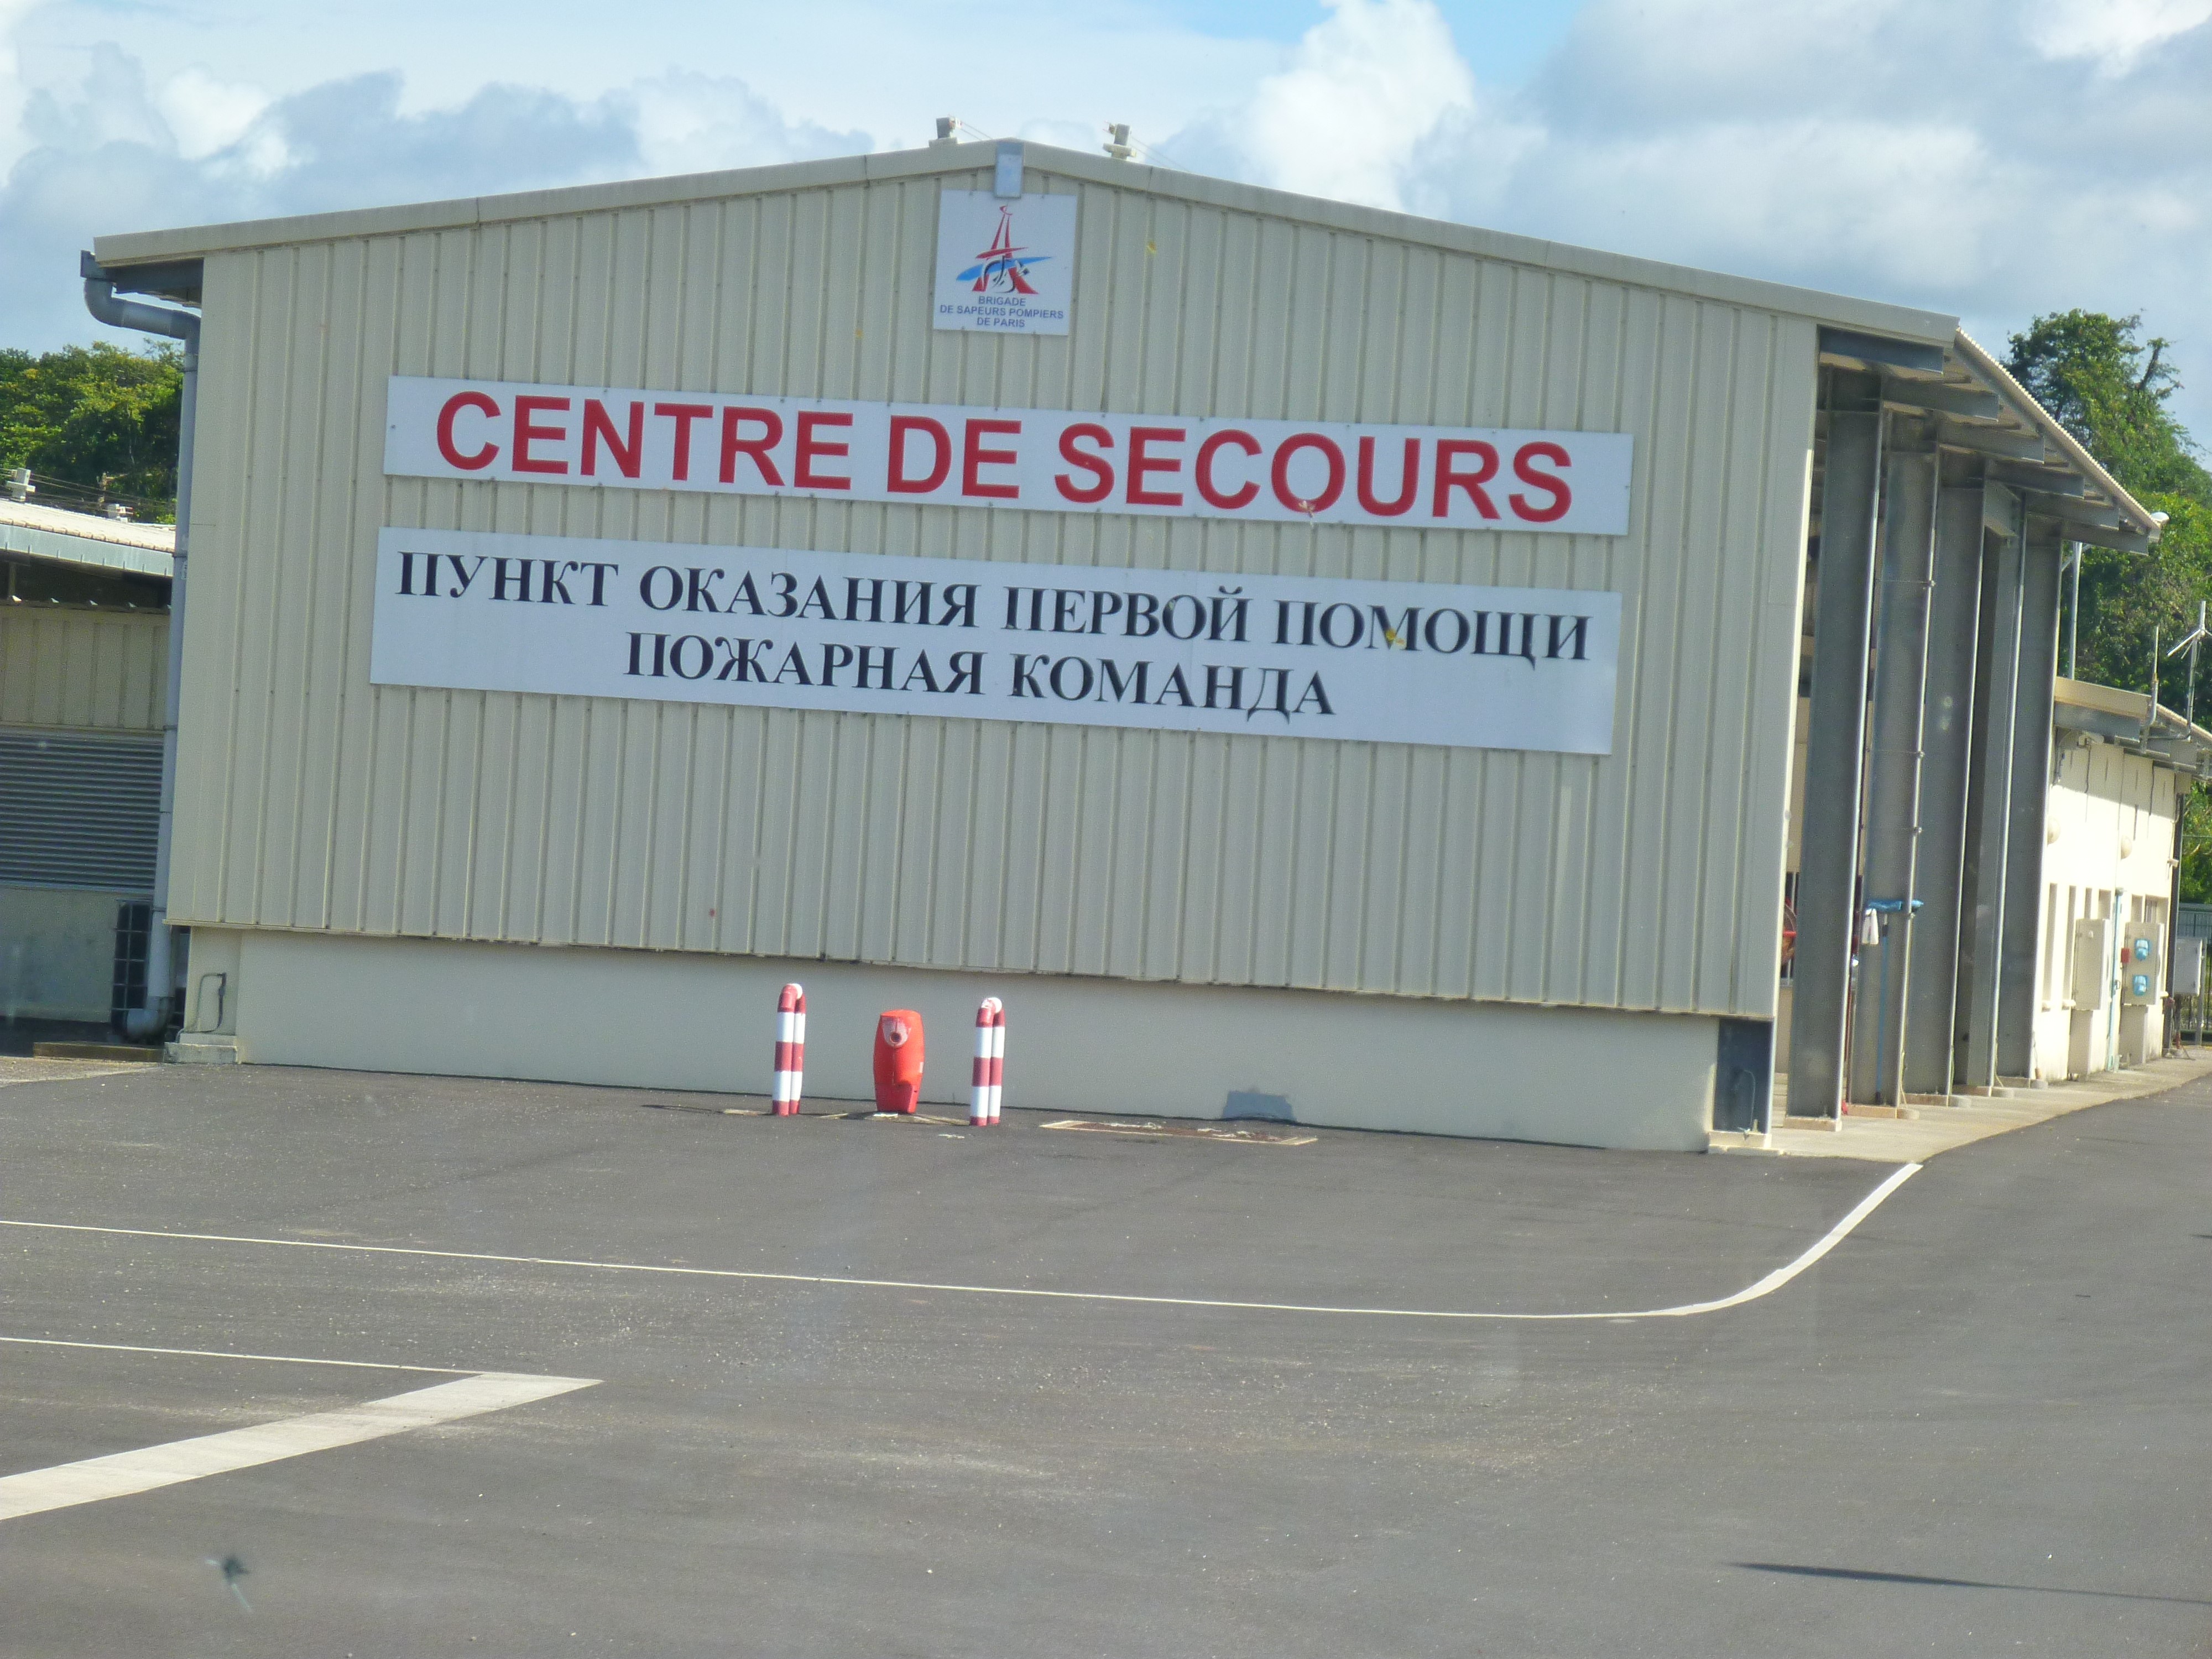 BRIGADE
DE SAPEURS POMPIERS
DE PARIS
CENTRE DE SECOURS
ПУНКТ ОКАЗАНИЯ ПЕРВОЙ ПОМОЩИ
ПОЖАРНАЯ КОМАНДА